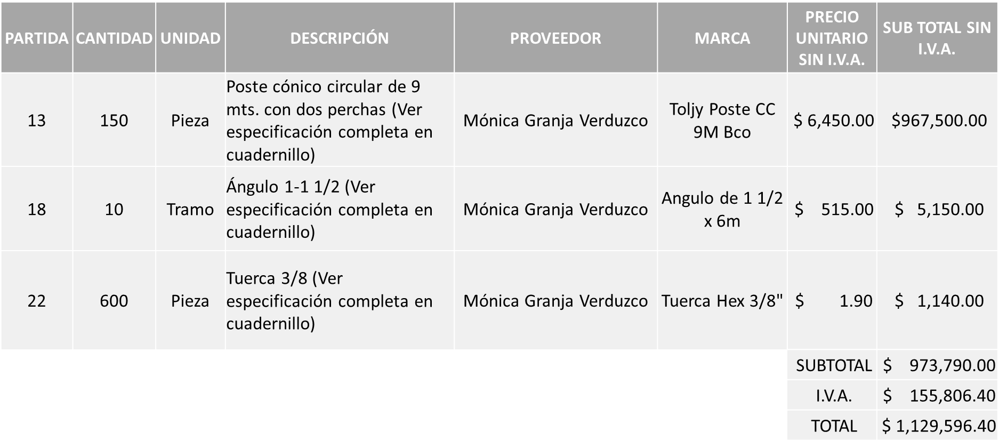 PARTIDA CANTIDAD UNIDAD DESCRIPCIÓN PROVEEDOR MARCA PRECIO UNITARIO SIN I.V.A. SUB TOTAL SIN I.V.A.
13 150 Pieza Poste cónico circular de 9
mts. con dos perchas (Ver
especificación completa en
cuadernillo) Mónica Granja Verduzco Toljy Poste CC
9M Bco $ 6,450.00 $967,500.00
18 10 Tramo Ángulo 1-1 1/2 (Ver
especificación completa en
cuadernillo) Mónica Granja Verduzco Angulo de 1 1/2
x 6m $ 515.00 $ 5,150.00
22 600 Pieza Tuerca 3/8 (Ver
especificación completa en
cuadernillo) Mónica Granja Verduzco Tuerca Hex 3/8" $ 1.90 $ 1,140.00
SUBTOTAL $ 973,790.00
I.V.A. $ 155,806.40
TOTAL $ 1,129,596.40